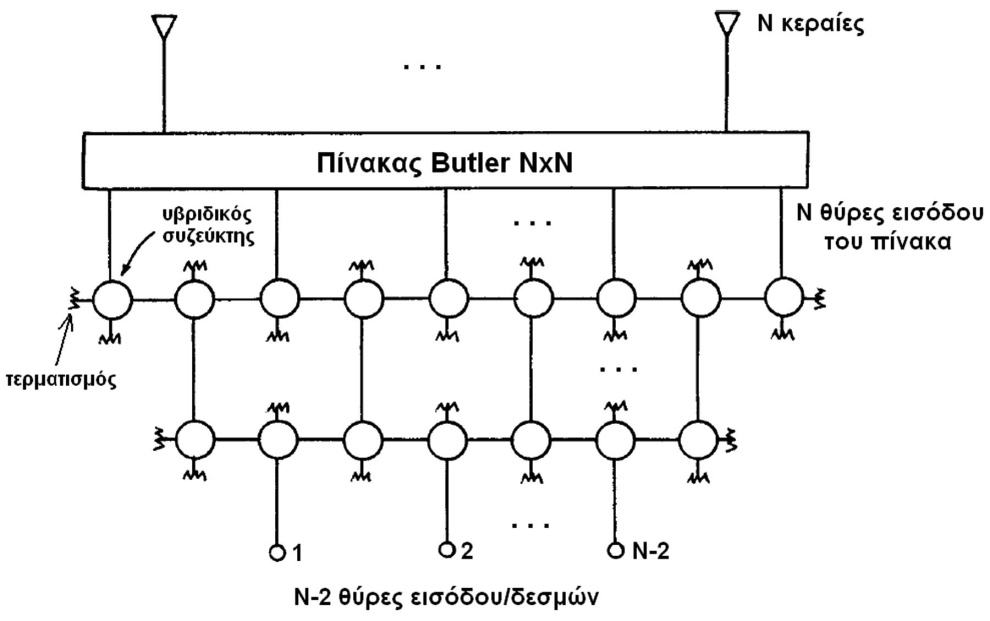 N κεραίες
. . .
Πίνακας Butler NxN
υβριδικός
συζεύκτης
. . .
N θύρες εισόδου
του πίνακα
τερματισμός
. . .
. . .
1
2
N-2
N-2 θύρες εισόδου/δεσμών